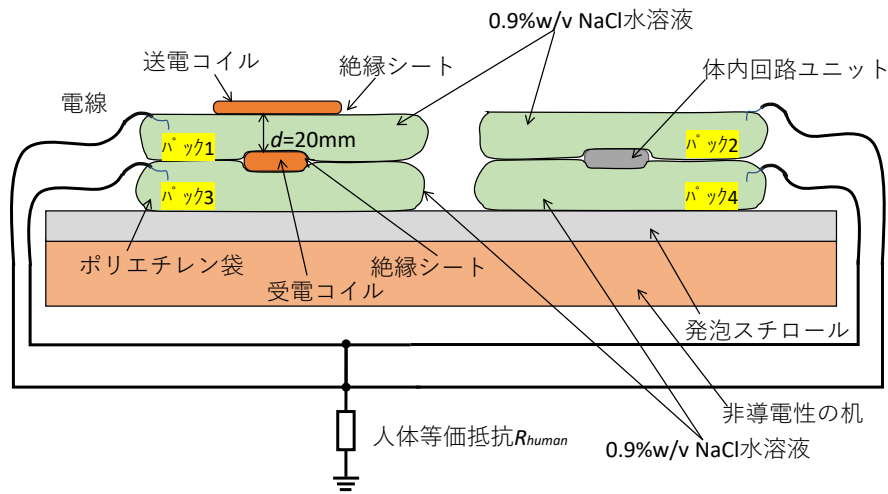 0.9%w/v NaCl水溶液
送電コイル
絶縁シート
体内回路ユニット
電線
d=20mm
パック1
パック2
パック3
パック4
ポリエチレン袋
受電コイル
絶縁シート
発泡スチロール
非導電性の机
人体等価抵抗Rhuman
0.9%w/v NaCl水溶液